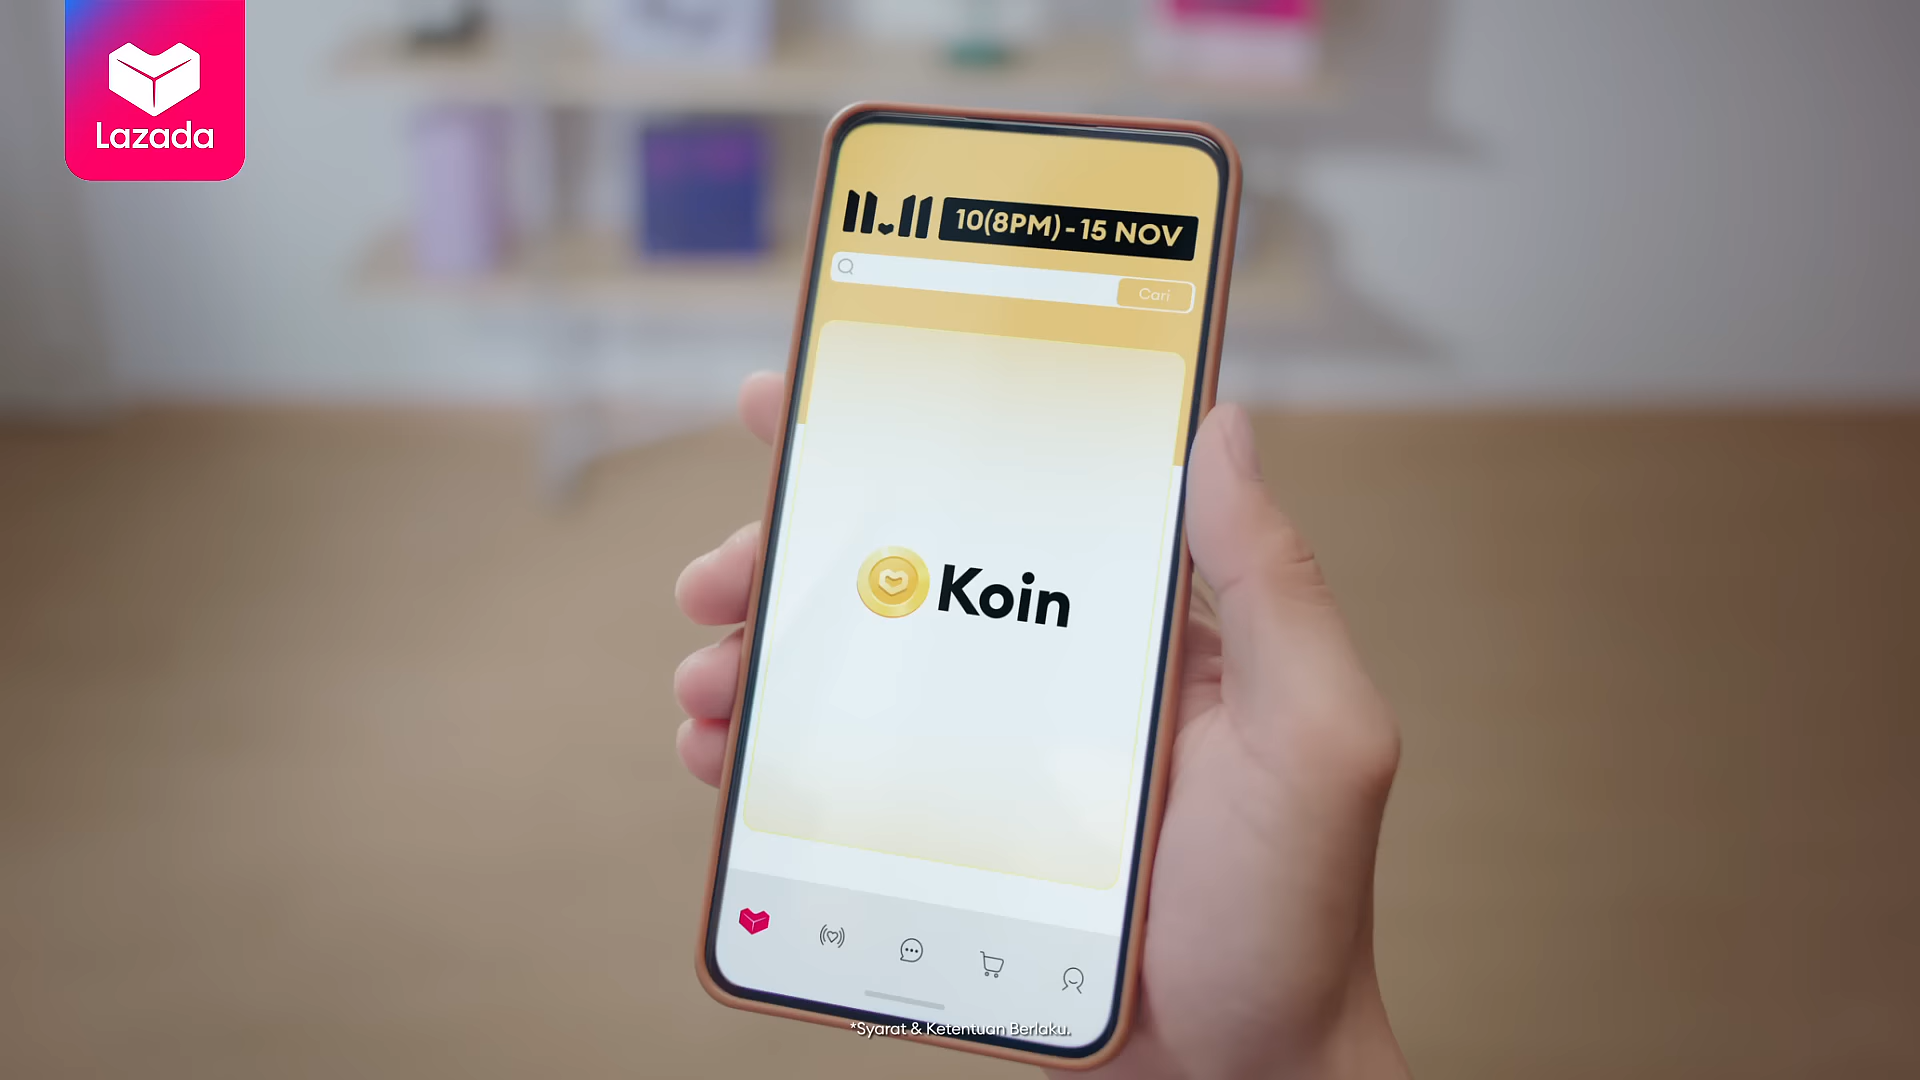 Lazada
11.11 10(8PM)-15 NOV
Cari
Koin
*Syarat & Ketentuan Berlaku.